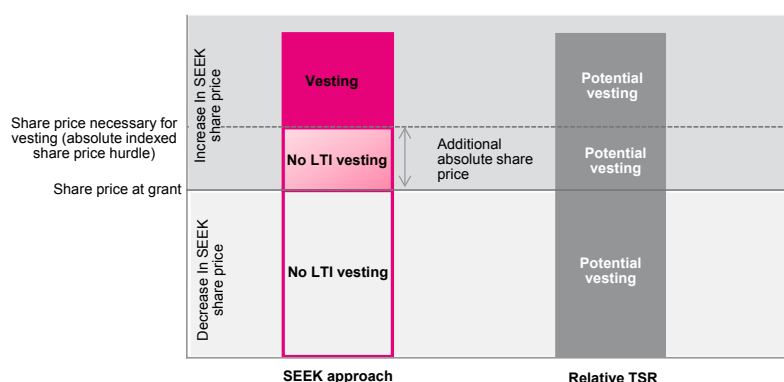 Increase In SEEK
share price
Vesting
Potential
vesting
Share price necessary for
vesting (absolute indexed
share price hurdle)
No LTI vesting
Additional
absolute share
price
Potential
vesting
Share price at grant
Decrease In SEEK
share price
No LTI vesting
Potential
vesting
SEEK approach
Relative TSR